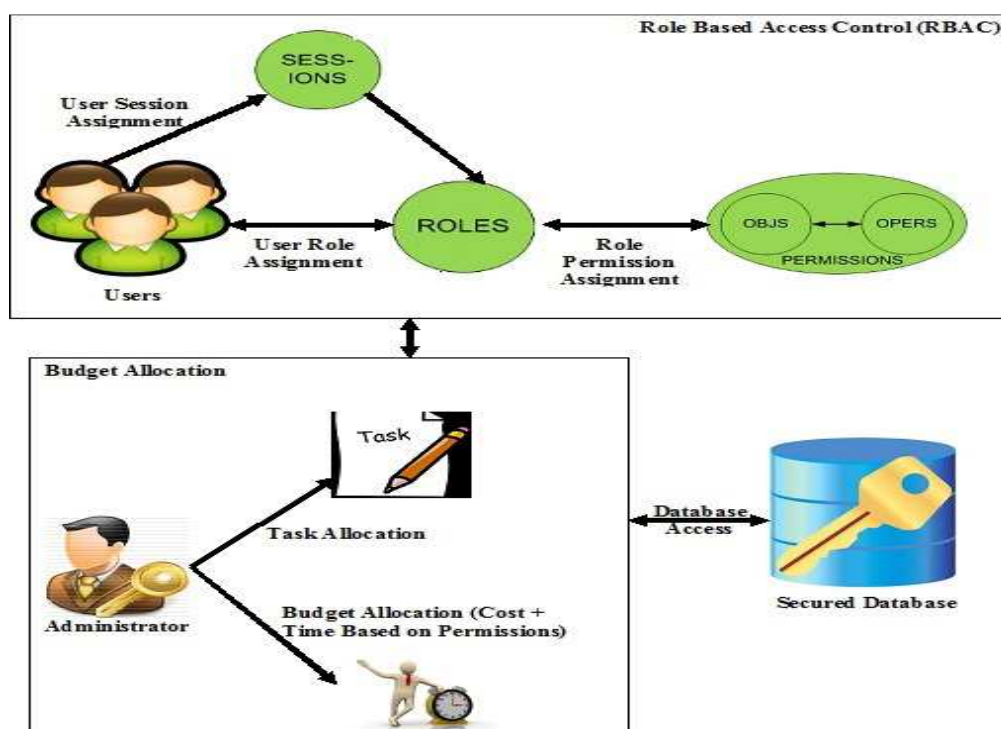 Role Based Access Control (RBAC)
SESS-
IONS
User Session
Assignment
ROLES
OBJS
OPERS
PERMISSIONS
User Role
Assignment
Role
Permission
Assignment
Users
Budget Allocation
Task
Task Allocation
Database
Access
Administrator
Budget Allocation (Cost +
Time Based on Permissions)
Secured Database